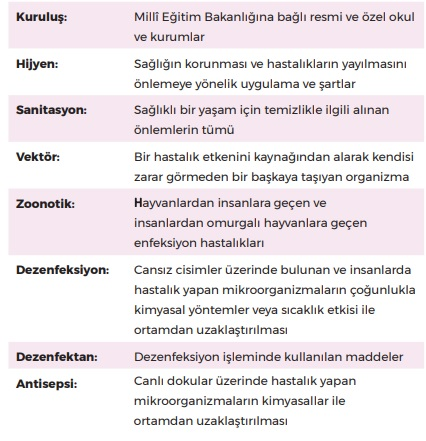 Kuruluş: Millî Eğitim Bakanlığına bağlı resmi ve özel okul
ve kurumlar
Hijyen: Sağlığın korunması ve hastalıkların yayılmasını
önlemeye yönelik uygulama ve şartlar
Sanitasyon: Sağlıklı bir yaşam için temizlikle ilgili alınan
önlemlerin tümü
Vektör: Bir hastalık etkenini kaynağından alarak kendisi
zarar görmeden bir başkaya taşıyan organizma
Zoonotik: Hayvanlardan insanlara geçen ve
insanlardan omurgalı hayvanlara geçen
enfeksiyon hastalıkları
Dezenfeksiyon: Cansız cisimler üzerinde bulunan ve insanlarda
hastalık yapan mikroorganizmaların çoğunlukla
kimyasal yöntemler veya sıcaklık etkisi ile
ortamdan uzaklaştırılması
Dezenfektan: Dezenfeksiyon işleminde kullanılan maddeler
Antisepsi: Canlı dokular üzerinde hastalık yapan
mikroorganizmaların kimyasallar ile
ortamdan uzaklaştırılması